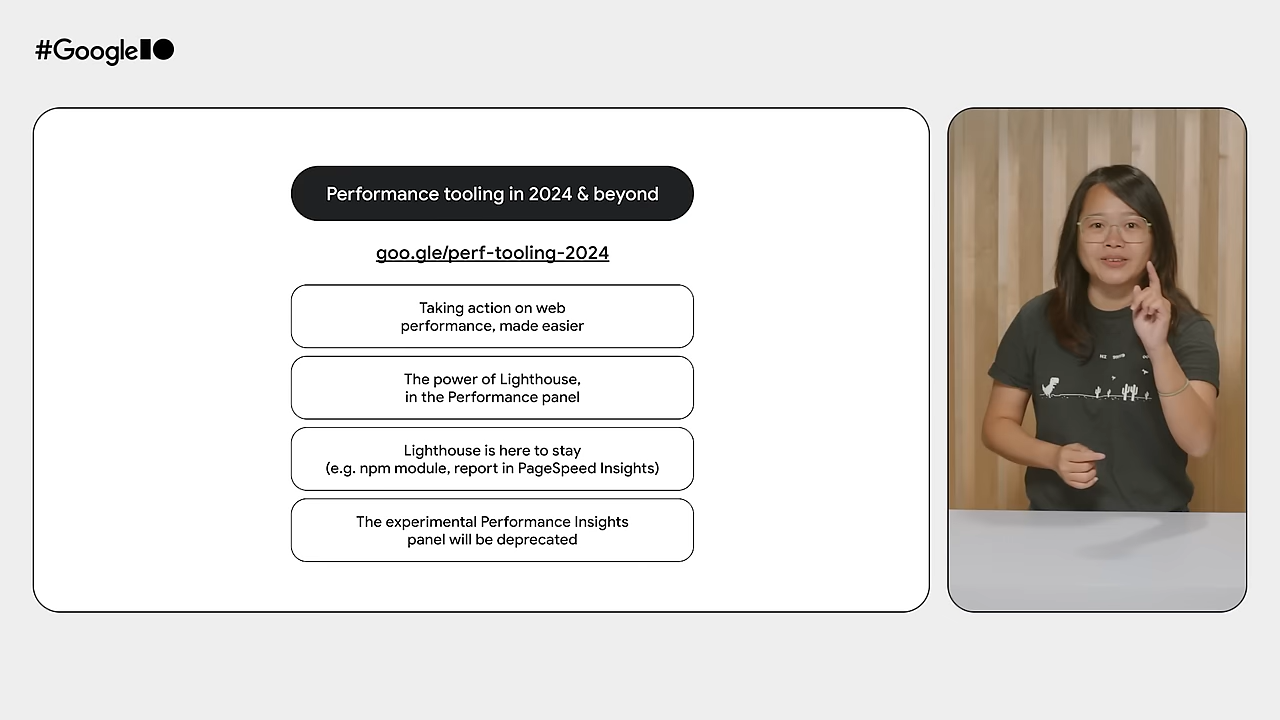 #Google IO
Performance tooling in 2024 & beyond
goo.gle/perf-tooling-2024
Taking action on web
performance, made easier
The power of Lighthouse,
in the Performance panel
Lighthouse is here to stay
(e.g. npm module, report in PageSpeed Insights)
The experimental Performance Insights
panel will be deprecated